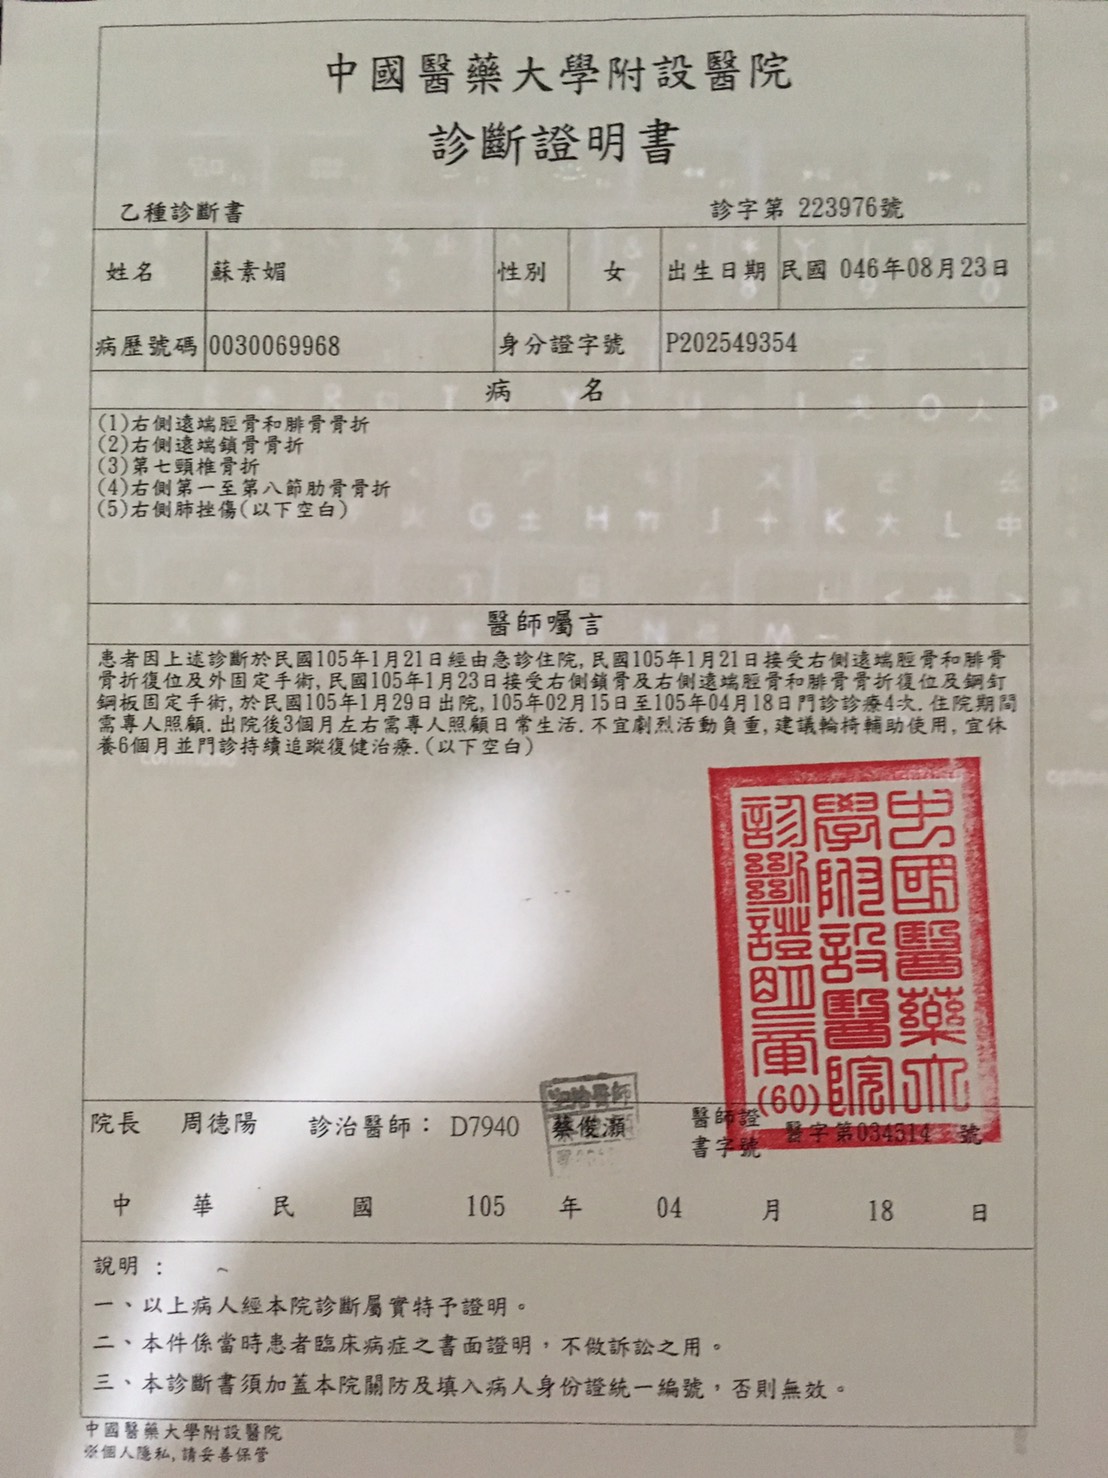 中國醫藥大學附設醫院
診斷證明書
乙種診斷書 診字第 223976號
姓名 蘇素媚 性別 女 出生日期 民國 046年08月23日
病歷號碼 0030069968 身分證字號 P202549354
病 名
(1)右側遠端脛骨和腓骨骨折
(2)右側遠端鎖骨骨折
(3)第七頸椎骨折
(4)右側第一至第八節肋骨骨折
(5)右側肺挫傷(以下空白)
醫師囑言
患者因上述診斷於民國105年1月21日經由急診住院,民國105年1月21日接受右側遠端脛骨和腓骨
骨折復位及外固定手術,民國105年1月23日接受右側鎖骨及右側遠端脛骨和腓骨骨折復位及鋼釘
鋼板固定手術,於民國105年1月29日出院,105年02月15日至105年04月18日門診診療4次.住院期間
需專人照顧.出院後3個月左右需專人照顧日常生活.不宜劇烈活動負重,建議輪椅輔助使用,宜休
養6個月並門診持續追蹤復健治療.(以下空白)
中國醫藥大
學附設醫院
診斷證明章
(60)
院長 周德陽 診治醫師: D7940 蔡俊灝 醫師證書字號 醫字第034314 號
中 華 民 國 105 年 04 月 18 日
說明:
一、以上病人經本院診斷屬實特予證明。
二、本件係當時患者臨床病症之書面證明,不做訴訟之用。
三、本診斷書須加蓋本院關防及填入病人身份證統一編號,否則無效。
中國醫藥大學附設醫院
※個人隱私,請妥善保管